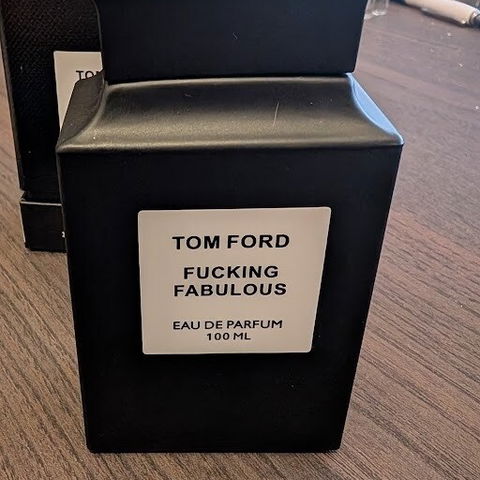 TOM FORD
FUCKING
FABULOUS
EAU DE PARFUM
100 ML